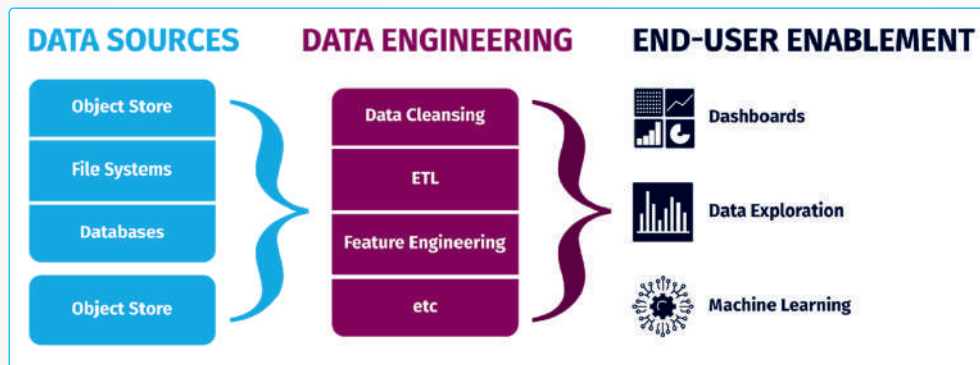 DATA SOURCES
Object Store
File Systems
Databases
Object Store
DATA ENGINEERING
Data Cleansing
ETL
Feature Engineering
etc
END-USER ENABLEMENT
Dashboards
Data Exploration
Machine Learning